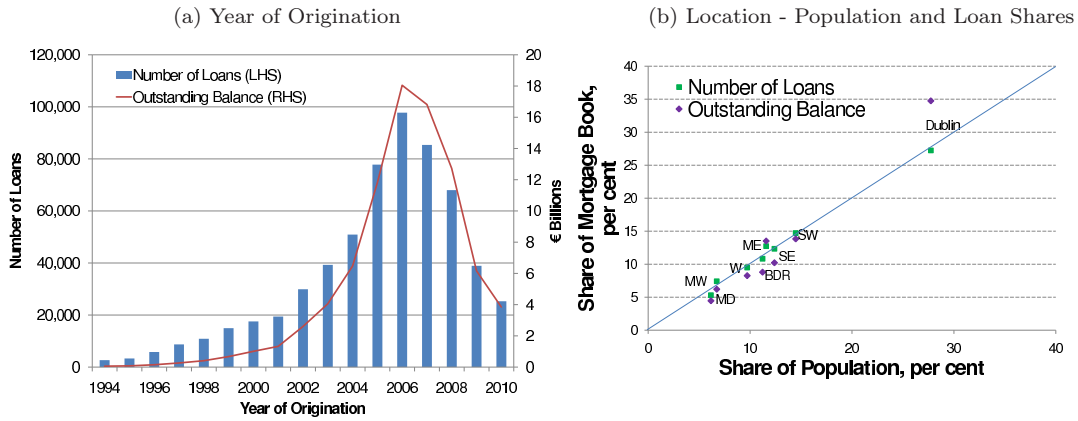 (a) Year of Origination
120,000
100,000
80,000
60,000
40,000
20,000
0
Number of Loans
Number of Loans (LHS)
Outstanding Balance (RHS)
20
18
16
14
12
10
8
6
4
2
0
€ Billions
1994 1996 1998 2000 2002 2004 2006 2008 2010
Year of Origination
(b) Location - Population and Loan Shares
40
35
30
25
20
15
10
5
0
Share of Mortgage Book,
per cent
Number of Loans
Outstanding Balance
Dublin
ME
SW
SE
W
BDR
MW
MD
0 10 20 30 40
Share of Population, per cent